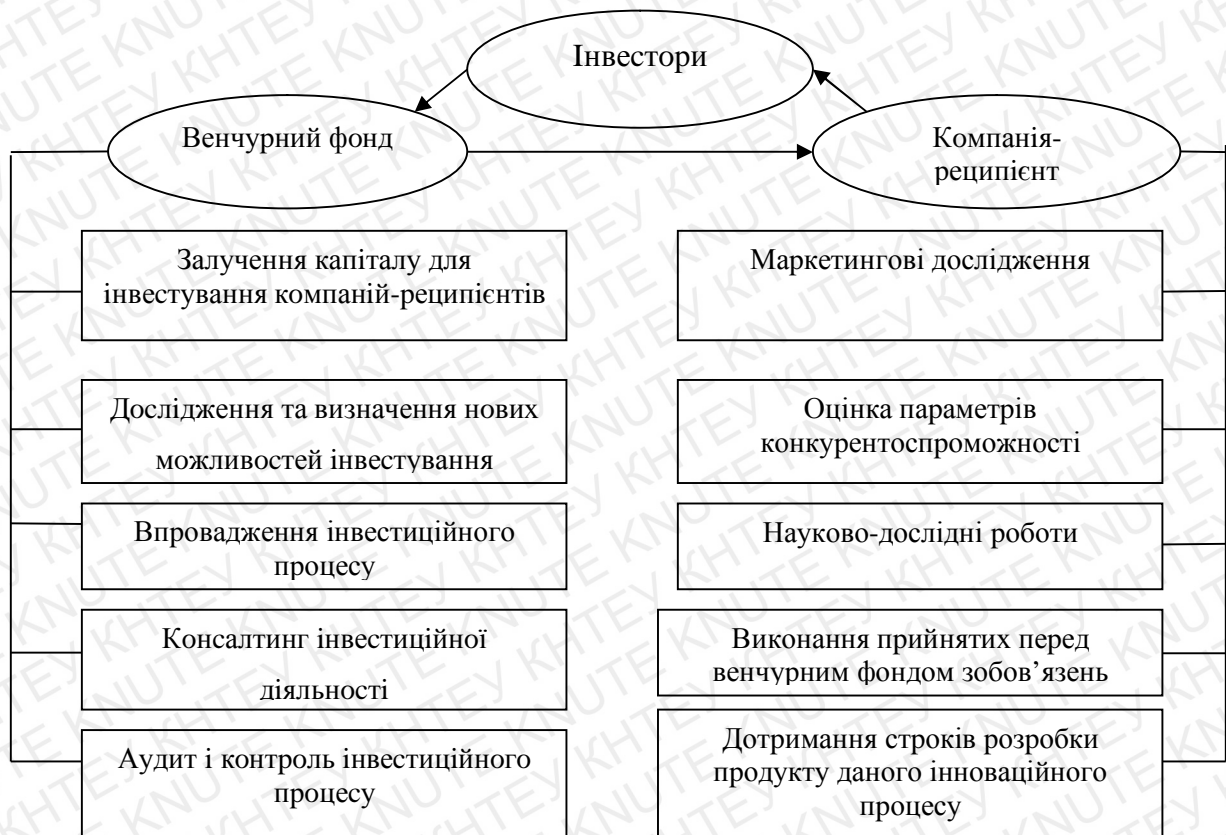 Інвестори
Венчурний фонд
Компанія-
реципієнт
Залучення капіталу для
інвестування компаній-реципієнтів
Дослідження та визначення нових
можливостей інвестування
Впровадження інвестиційного
процесу
Консалтинг інвестиційної
діяльності
Аудит і контроль інвестиційного
процесу
Маркетингові дослідження
Оцінка параметрів
конкурентоспроможності
Науково-дослідні роботи
Виконання прийнятих перед
венчурним фондом зобов’язень
Дотримання строків розробки
продукту даного інноваційного
процесу